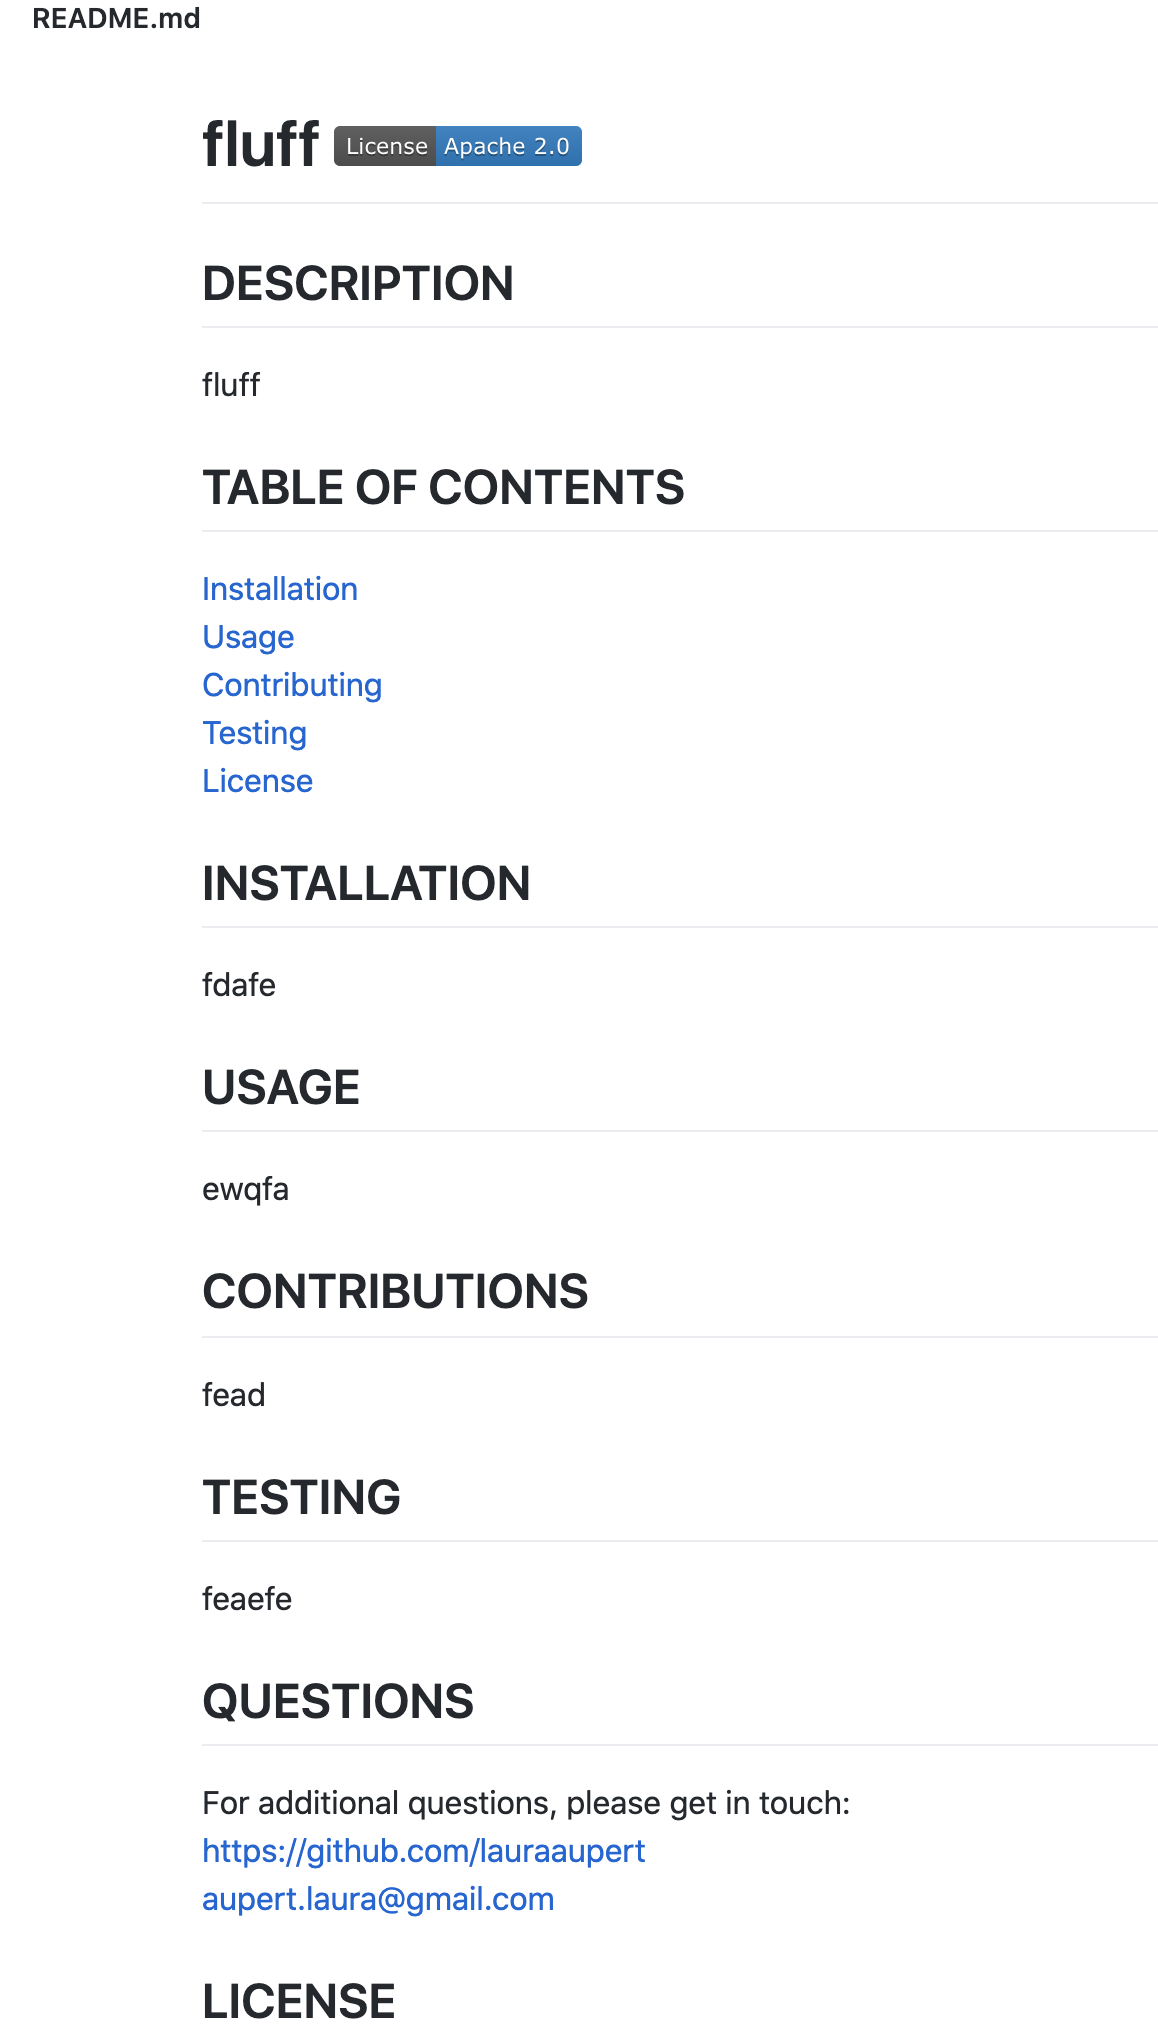 README.md
fluff License Apache 2.0
DESCRIPTION
fluff
TABLE OF CONTENTS
Installation
Usage
Contributing
Testing
License
INSTALLATION
fdafe
USAGE
ewqfa
CONTRIBUTIONS
fead
TESTING
feaefe
QUESTIONS
For additional questions, please get in touch:
https://github.com/lauraaupert
aupert.laura@gmail.com
LICENSE